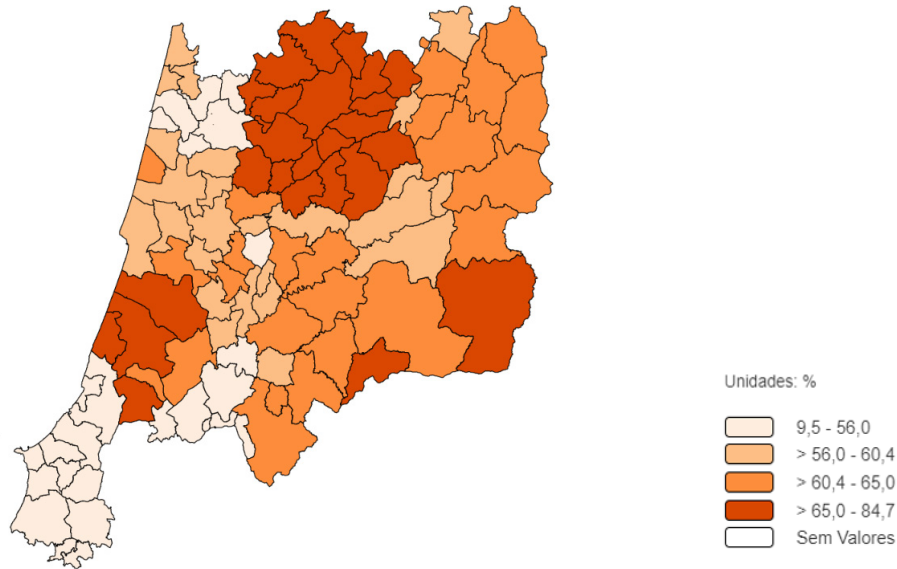 Unidades: %
9,5 - 56,0
> 56,0 - 60,4
> 60,4 - 65,0
> 65,0 - 84,7
Sem Valores